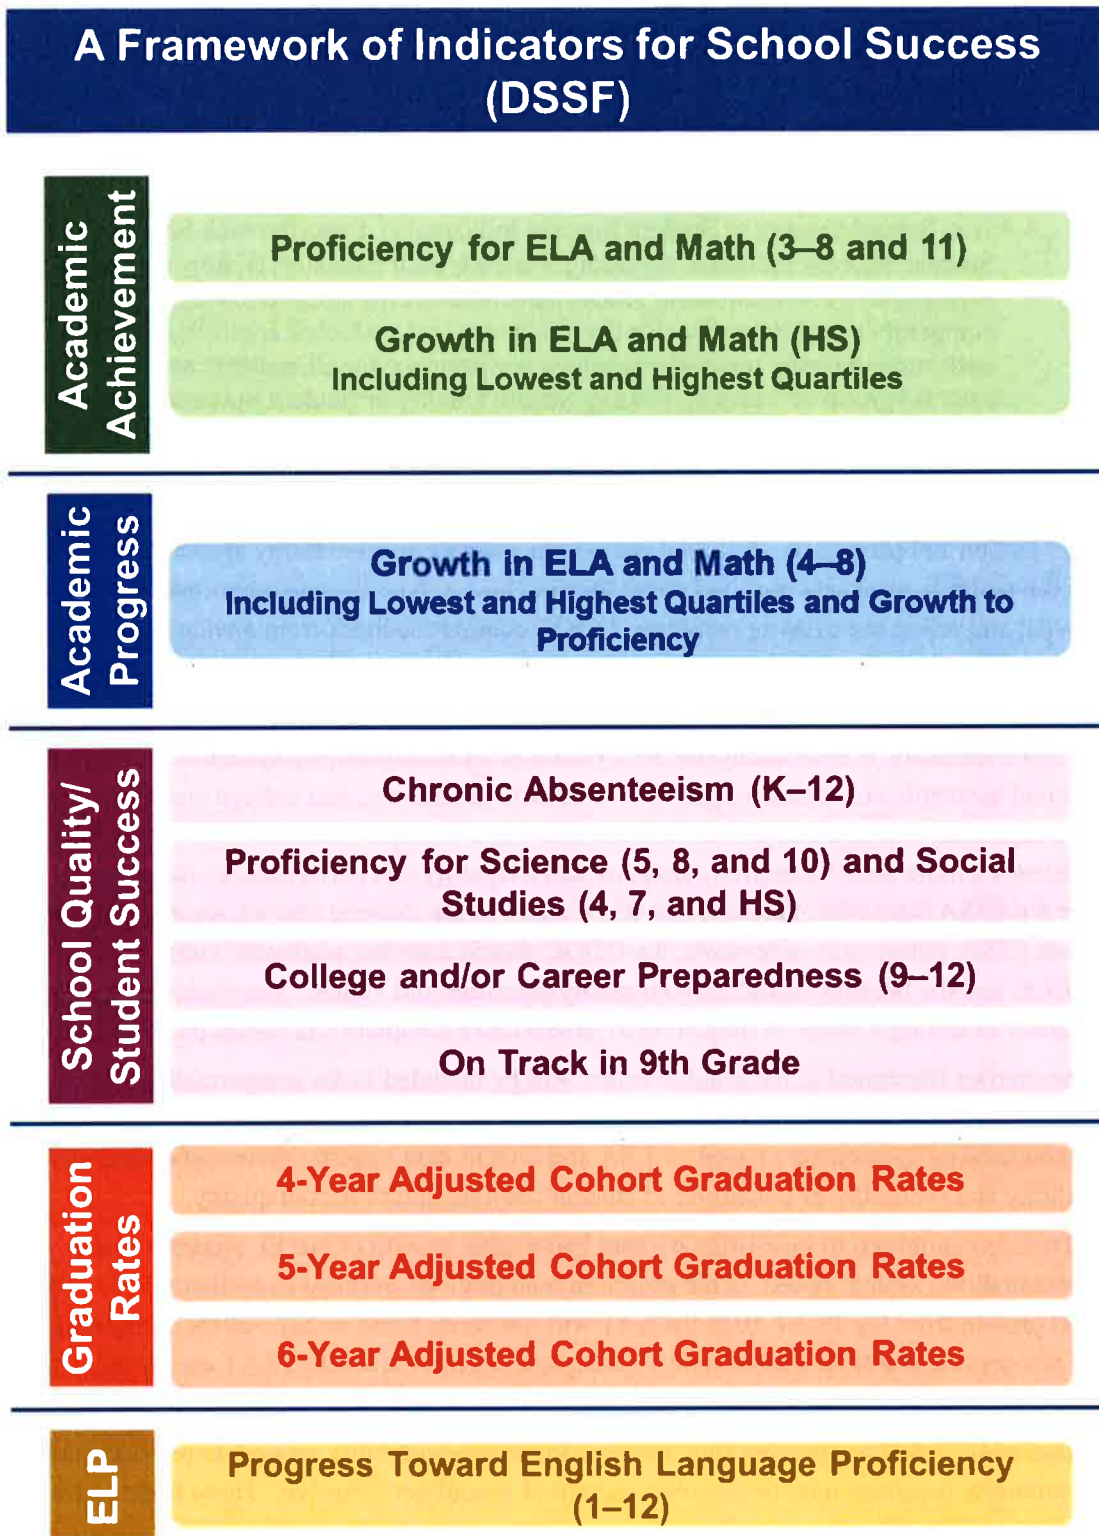 A Framework of Indicators for School Success
(DSSF)
Academic
Achievement
Proficiency for ELA and Math (3–8 and 11)
Growth in ELA and Math (HS)
Including Lowest and Highest Quartiles
Academic
Progress
Growth in ELA and Math (4–8)
Including Lowest and Highest Quartiles and Growth to
Proficiency
School Quality/
Student Success
Chronic Absenteeism (K–12)
Proficiency for Science (5, 8, and 10) and Social
Studies (4, 7, and HS)
College and/or Career Preparedness (9–12)
On Track in 9th Grade
Graduation
Rates
4-Year Adjusted Cohort Graduation Rates
5-Year Adjusted Cohort Graduation Rates
6-Year Adjusted Cohort Graduation Rates
ELP
Progress Toward English Language Proficiency
(1–12)